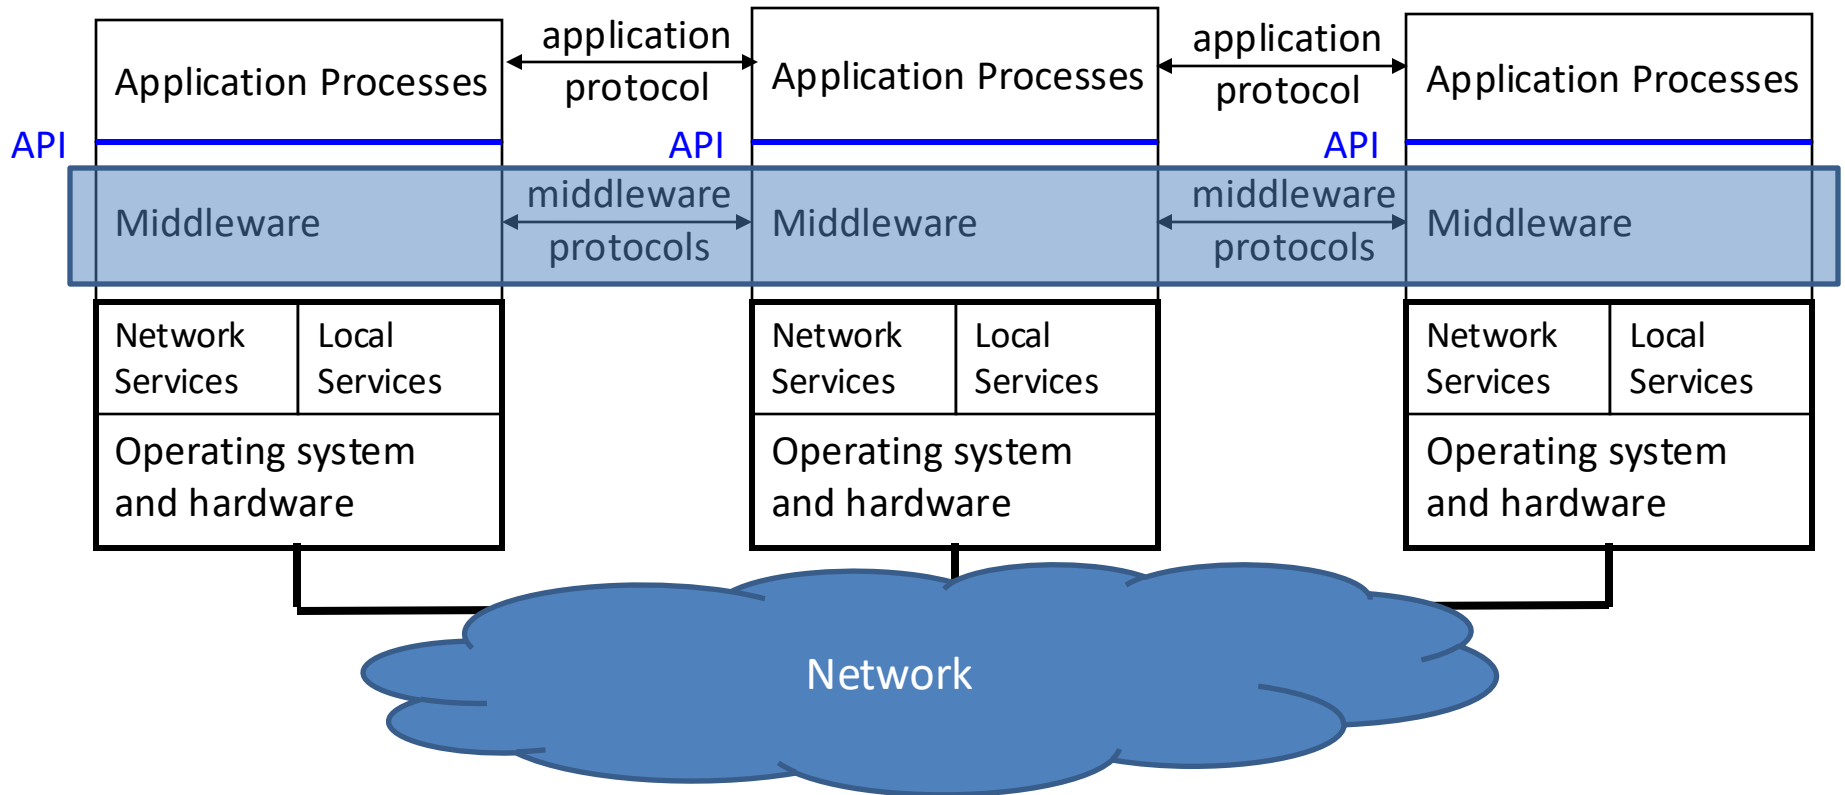 application
protocol
application
protocol
Application Processes
Application Processes
Application Processes
API
API
API
middleware
protocols
middleware
protocols
Middleware
Middleware
Middleware
Network
Services
Local
Services
Network
Services
Local
Services
Network
Services
Local
Services
Operating system
and hardware
Operating system
and hardware
Operating system
and hardware
Network